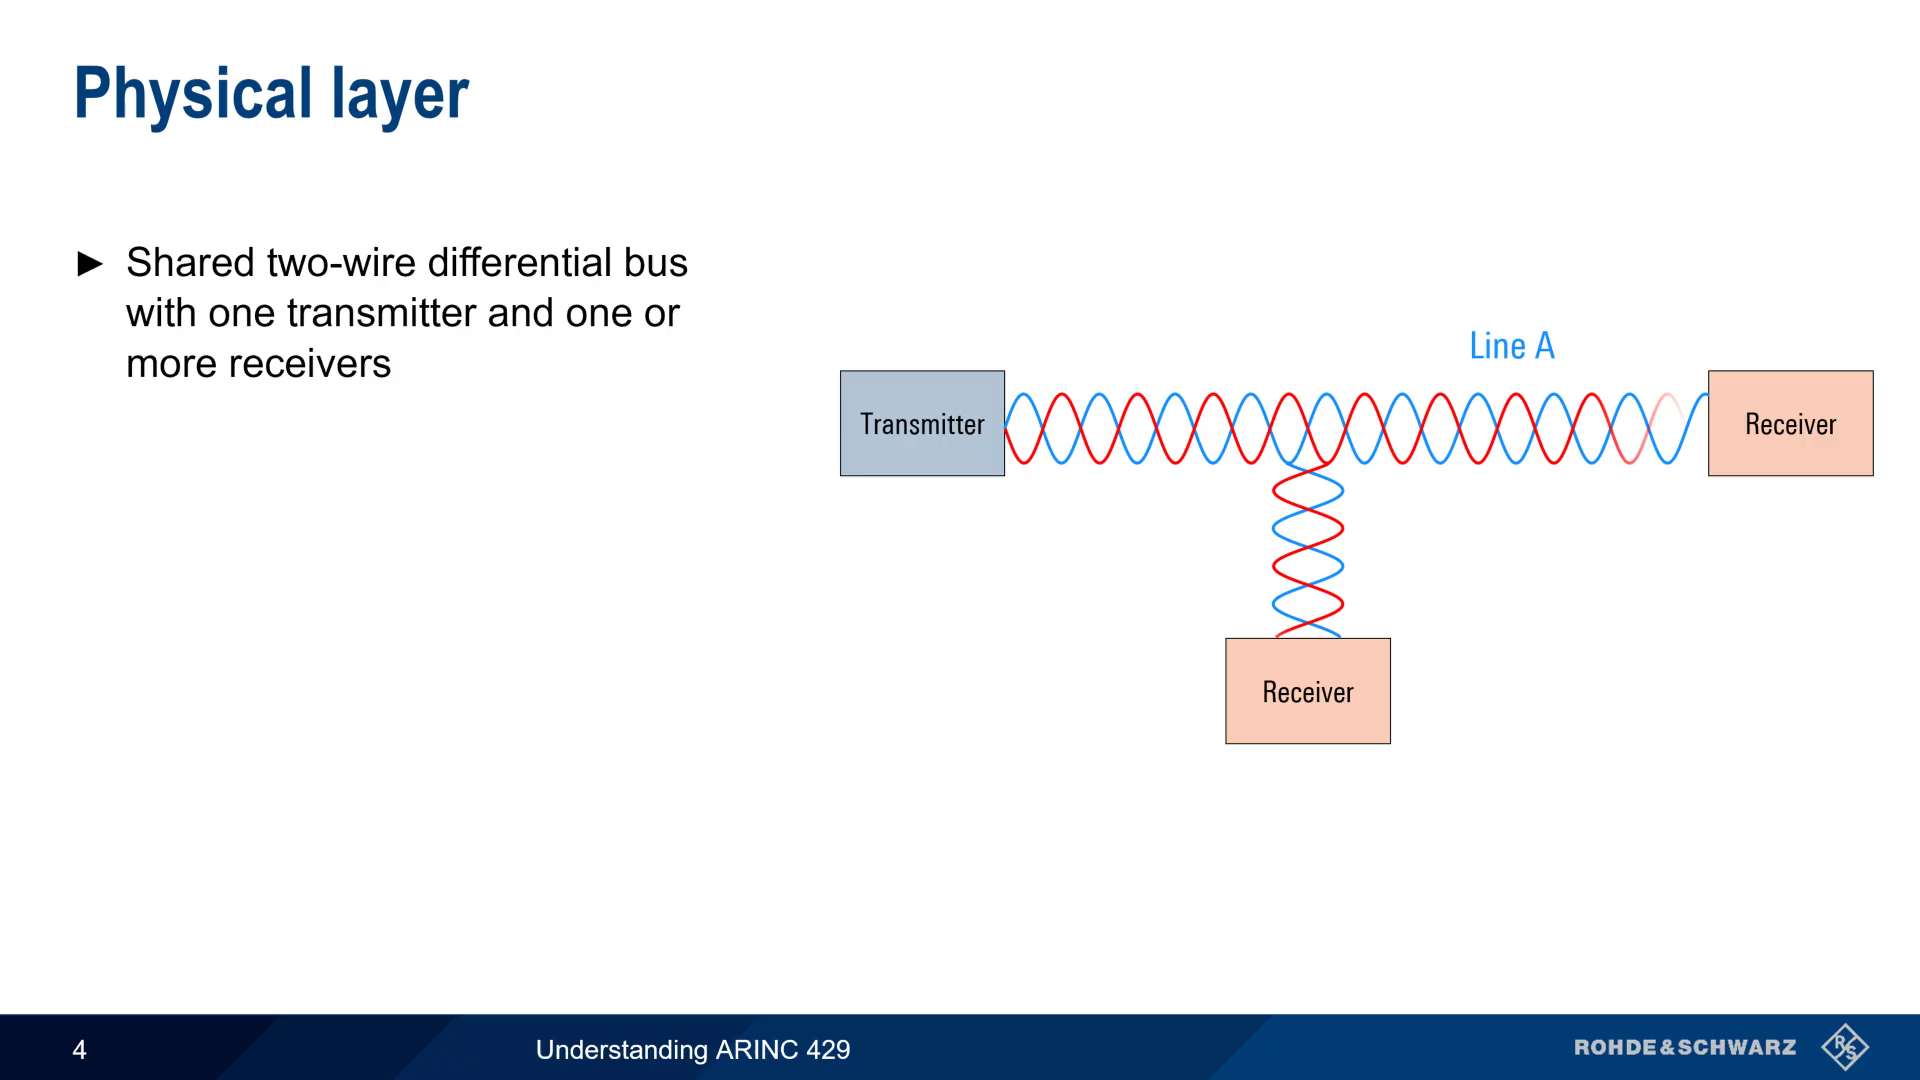 Physical layer
► Shared two-wire differential bus
with one transmitter and one or
more receivers
Line A
Transmitter
Receiver
Receiver
4
Understanding ARINC 429
ROHDE&SCHWARZ
R&S